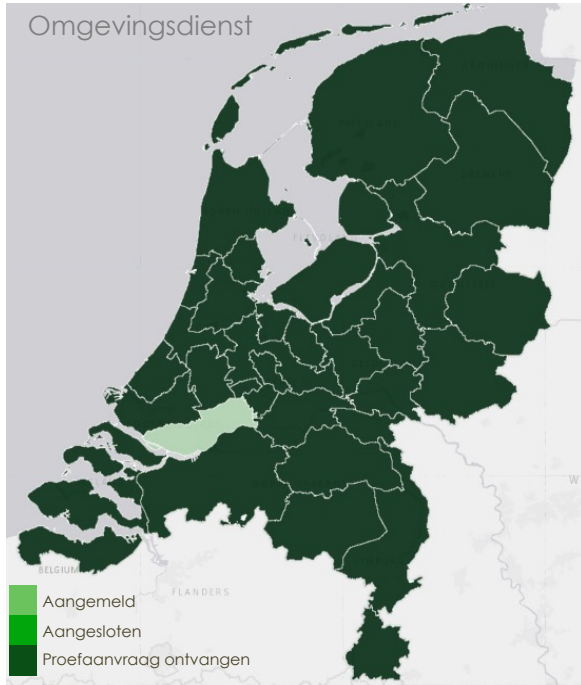 Omgevingsdienst
BELGIUM
FLANDERS
Aangemeld
Aangesloten
Proefaanvraag ontvangen